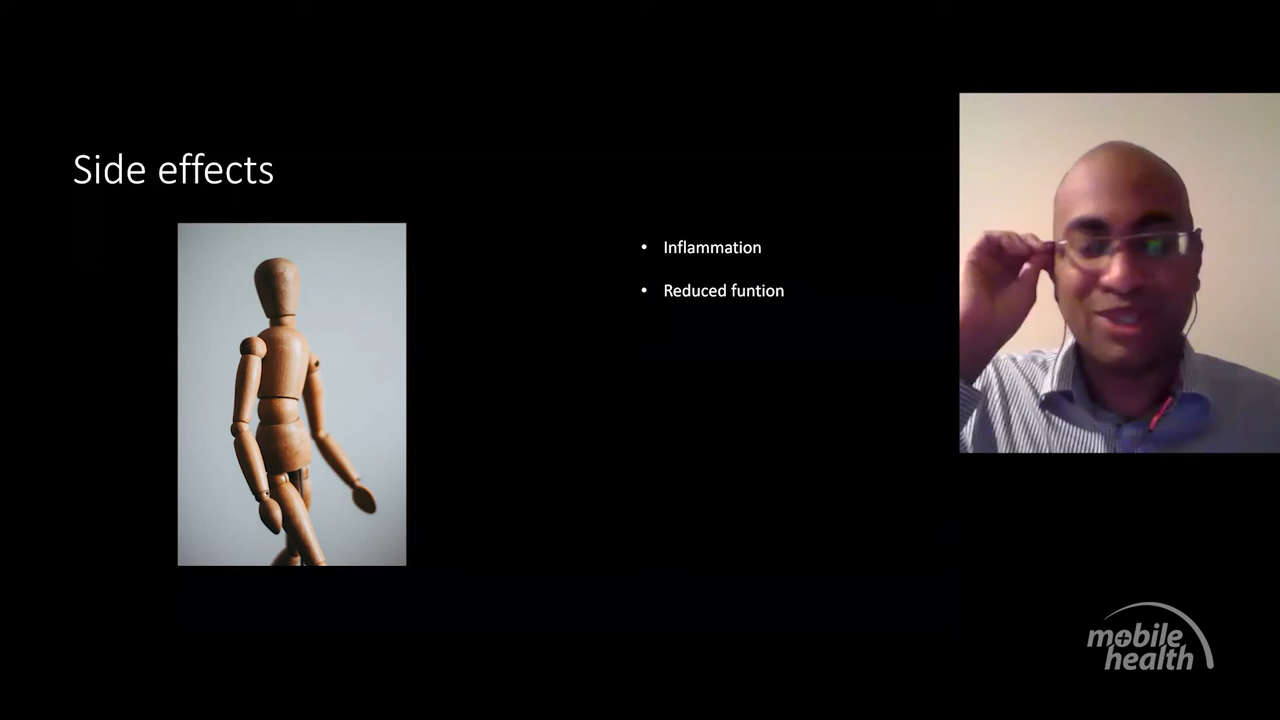 Side effects
• Inflammation
• Reduced funtion
mobile
health